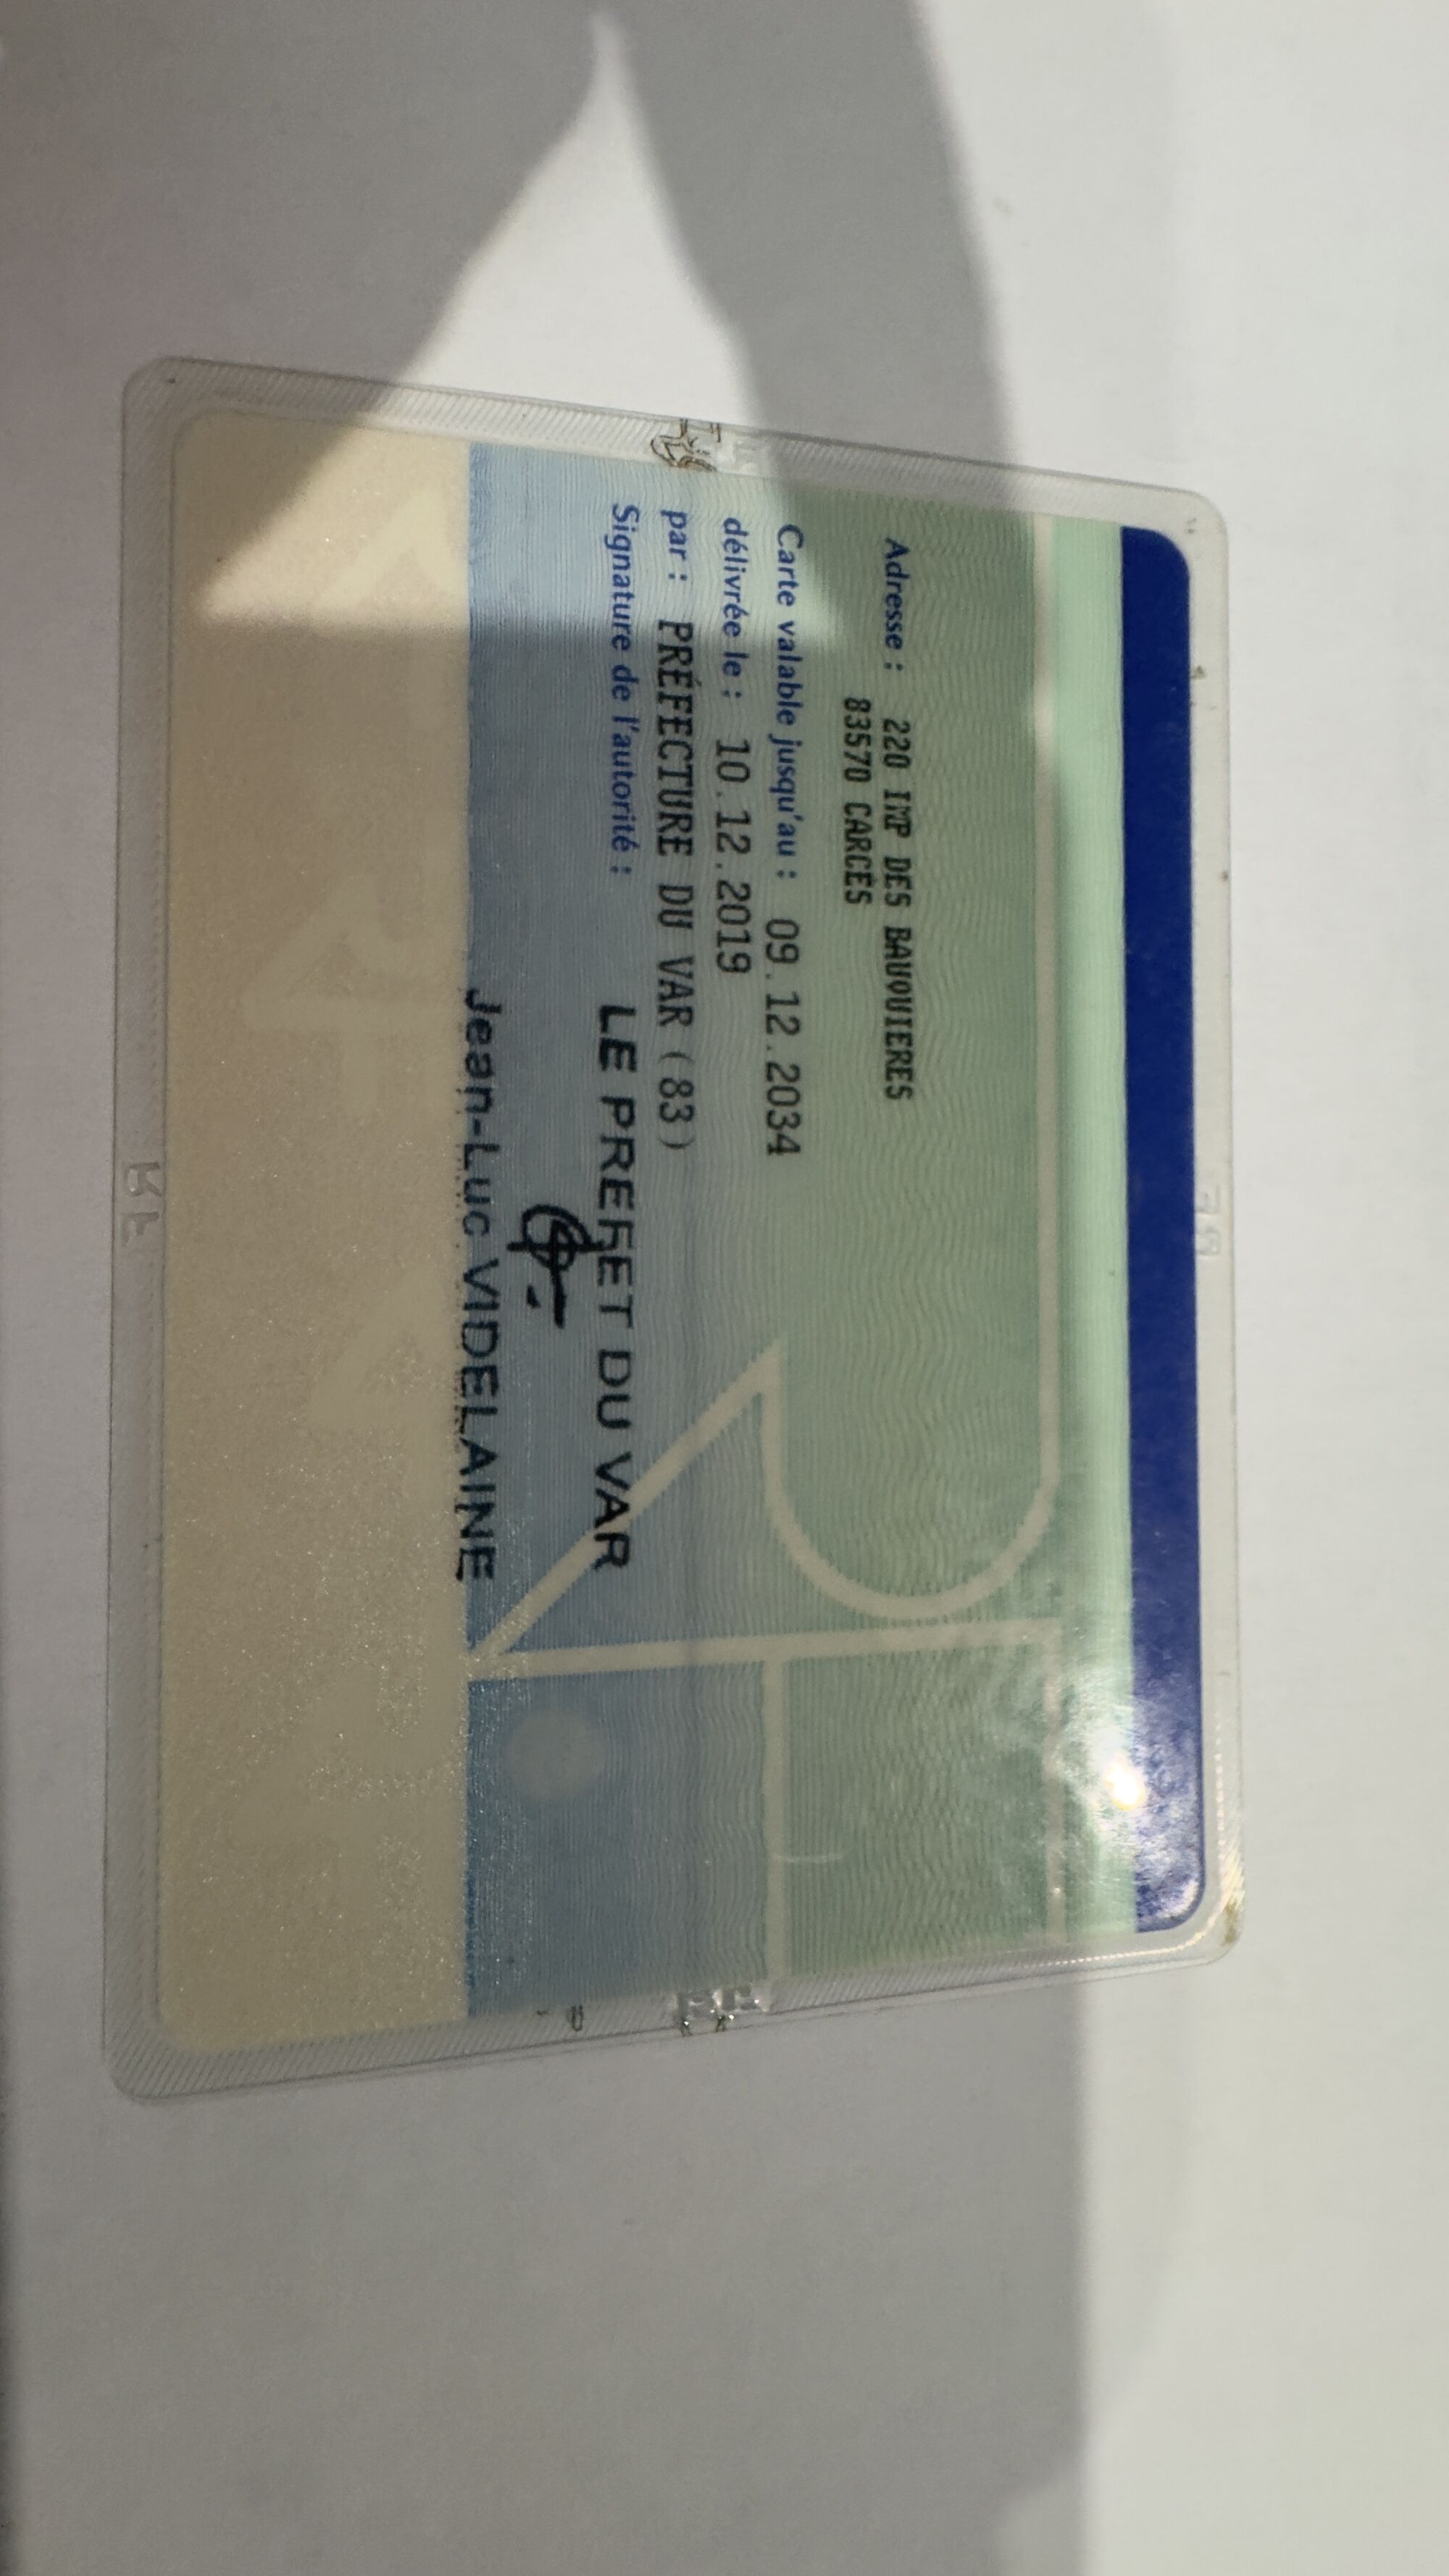 Adresse : 220 IMP DES BAUQUIERES
83570 CARCÈS
Carte valable jusqu'au : 09.12.2034
délivrée le : 10.12.2019
par : PRÉFECTURE DU VAR (83)
Signature de l'autorité :
LE PREFET DU VAR
Jean-Luc VIDELAINE